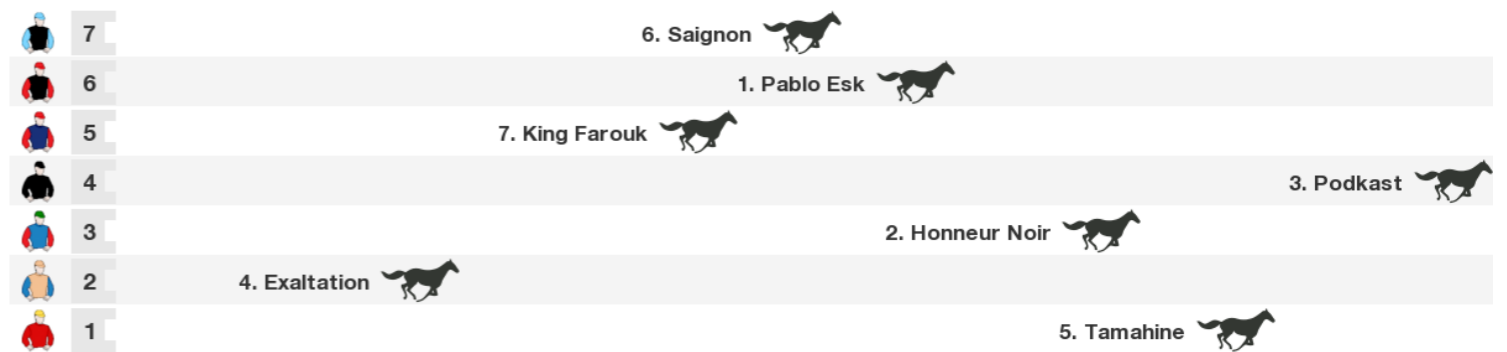 7 6. Saignon
6 1. Pablo Esk
5 7. King Farouk
4 3. Podkast
3 2. Honneur Noir
2 4. Exaltation
1 5. Tamahine